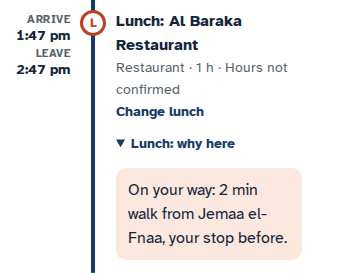 ARRIVE
1:47 pm
LEAVE
2:47 pm
L
Lunch: Al Baraka
Restaurant
Restaurant · 1 h · Hours not
confirmed
Change lunch
▼ Lunch: why here
On your way: 2 min
walk from Jemaa el-
Fnaa, your stop before.